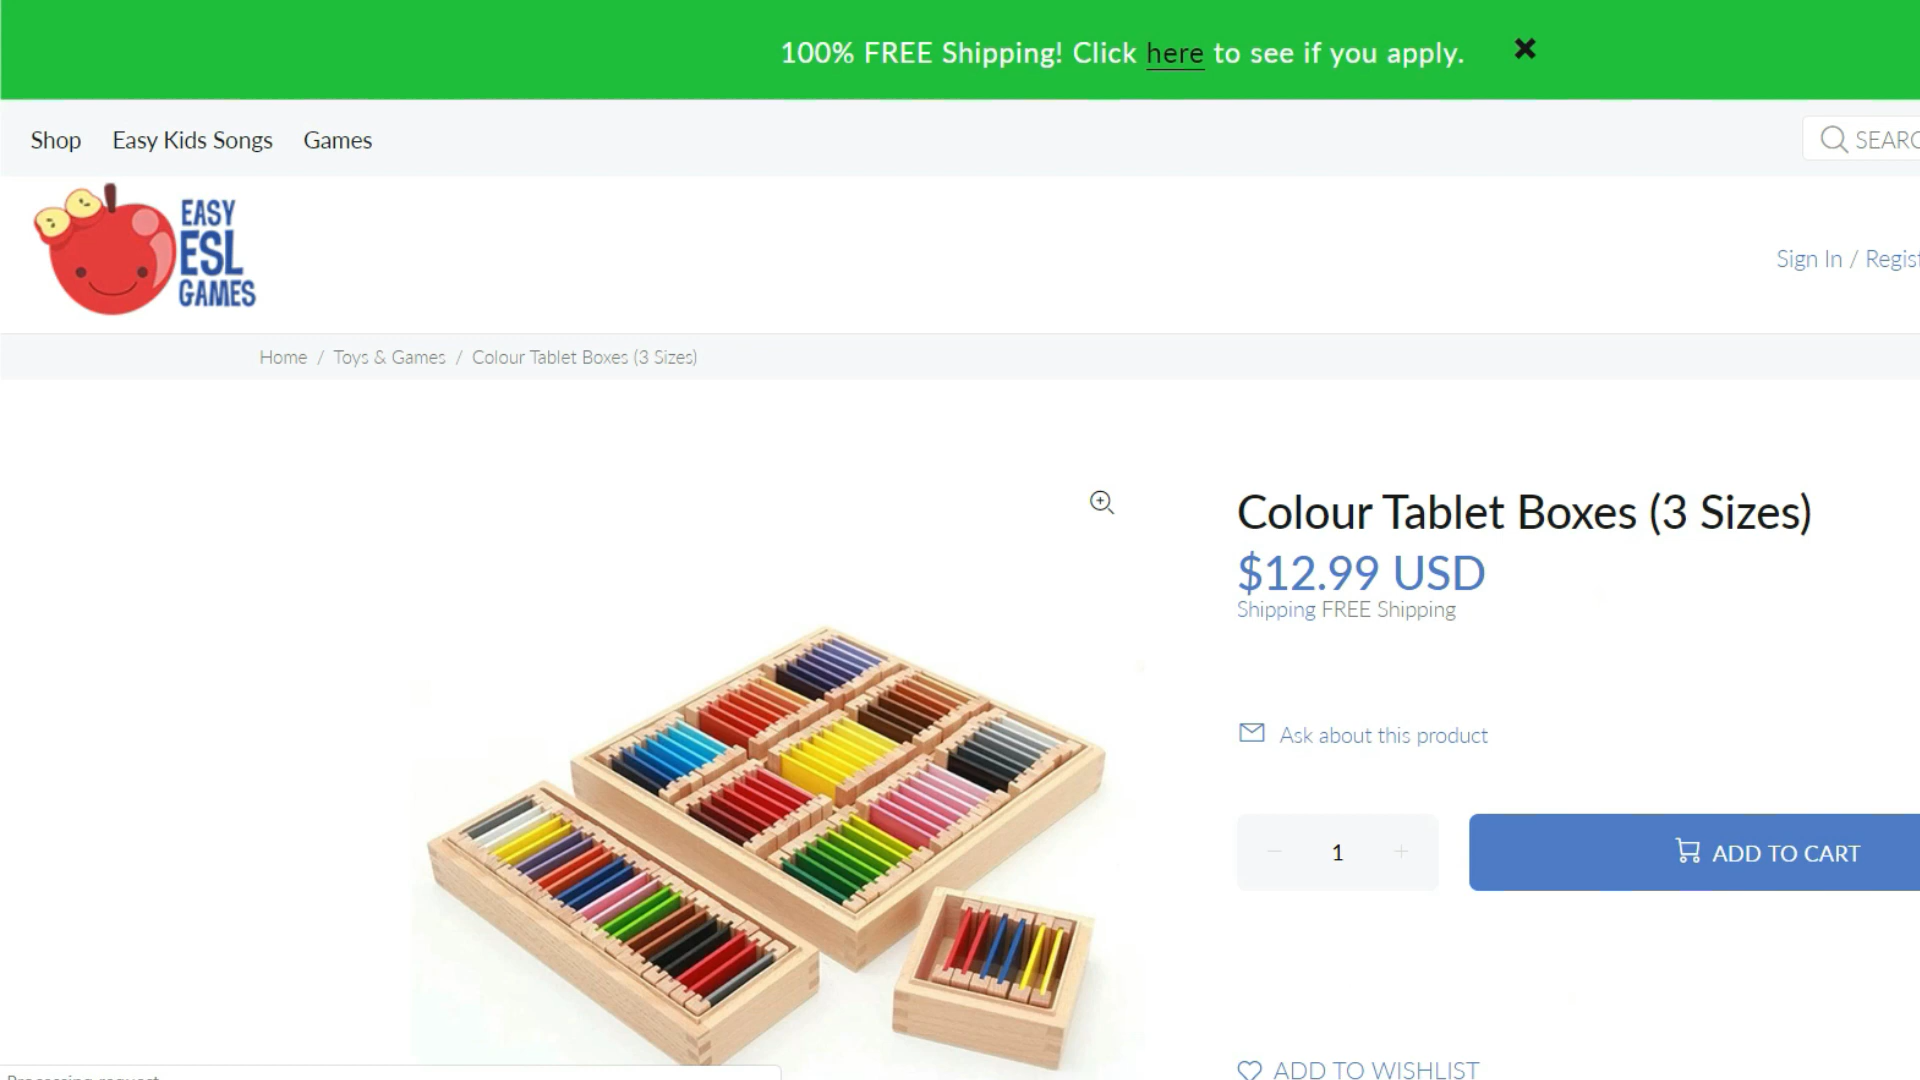 100% FREE Shipping! Click here to see if you apply.
Shop Easy Kids Songs Games
EASY
ESL
GAMES
Sign In /
Home / Toys & Games / Colour Tablet Boxes (3 Sizes)
Colour Tablet Boxes (3 Sizes)
$12.99 USD
Shipping FREE Shipping
Ask about this product
1
ADD TO CART
ADD TO WISHLIST